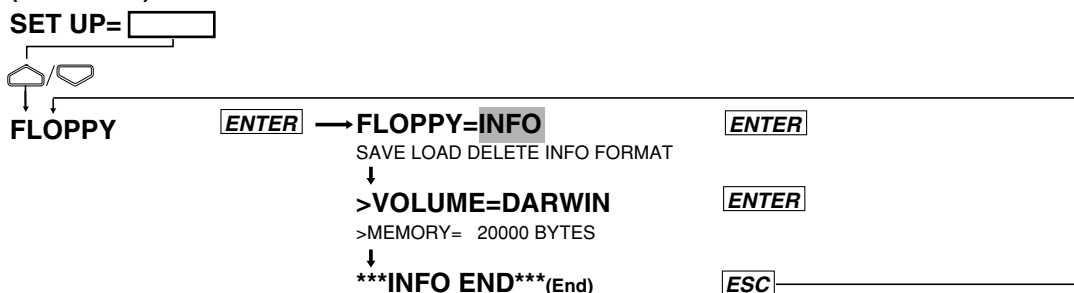 SET UP=
/
FLOPPY ENTER FLOPPY=INFO ENTER
SAVE LOAD DELETE INFO FORMAT
>VOLUME=DARWIN ENTER
>MEMORY= 20000 BYTES
***INFO END***(End) ESC